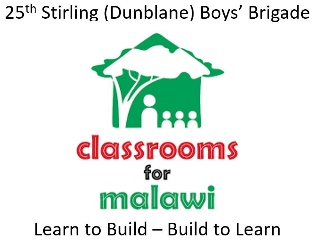 25th Stirling (Dunblane) Boys' Brigade
classrooms
for
malawi
Learn to Build – Build to Learn